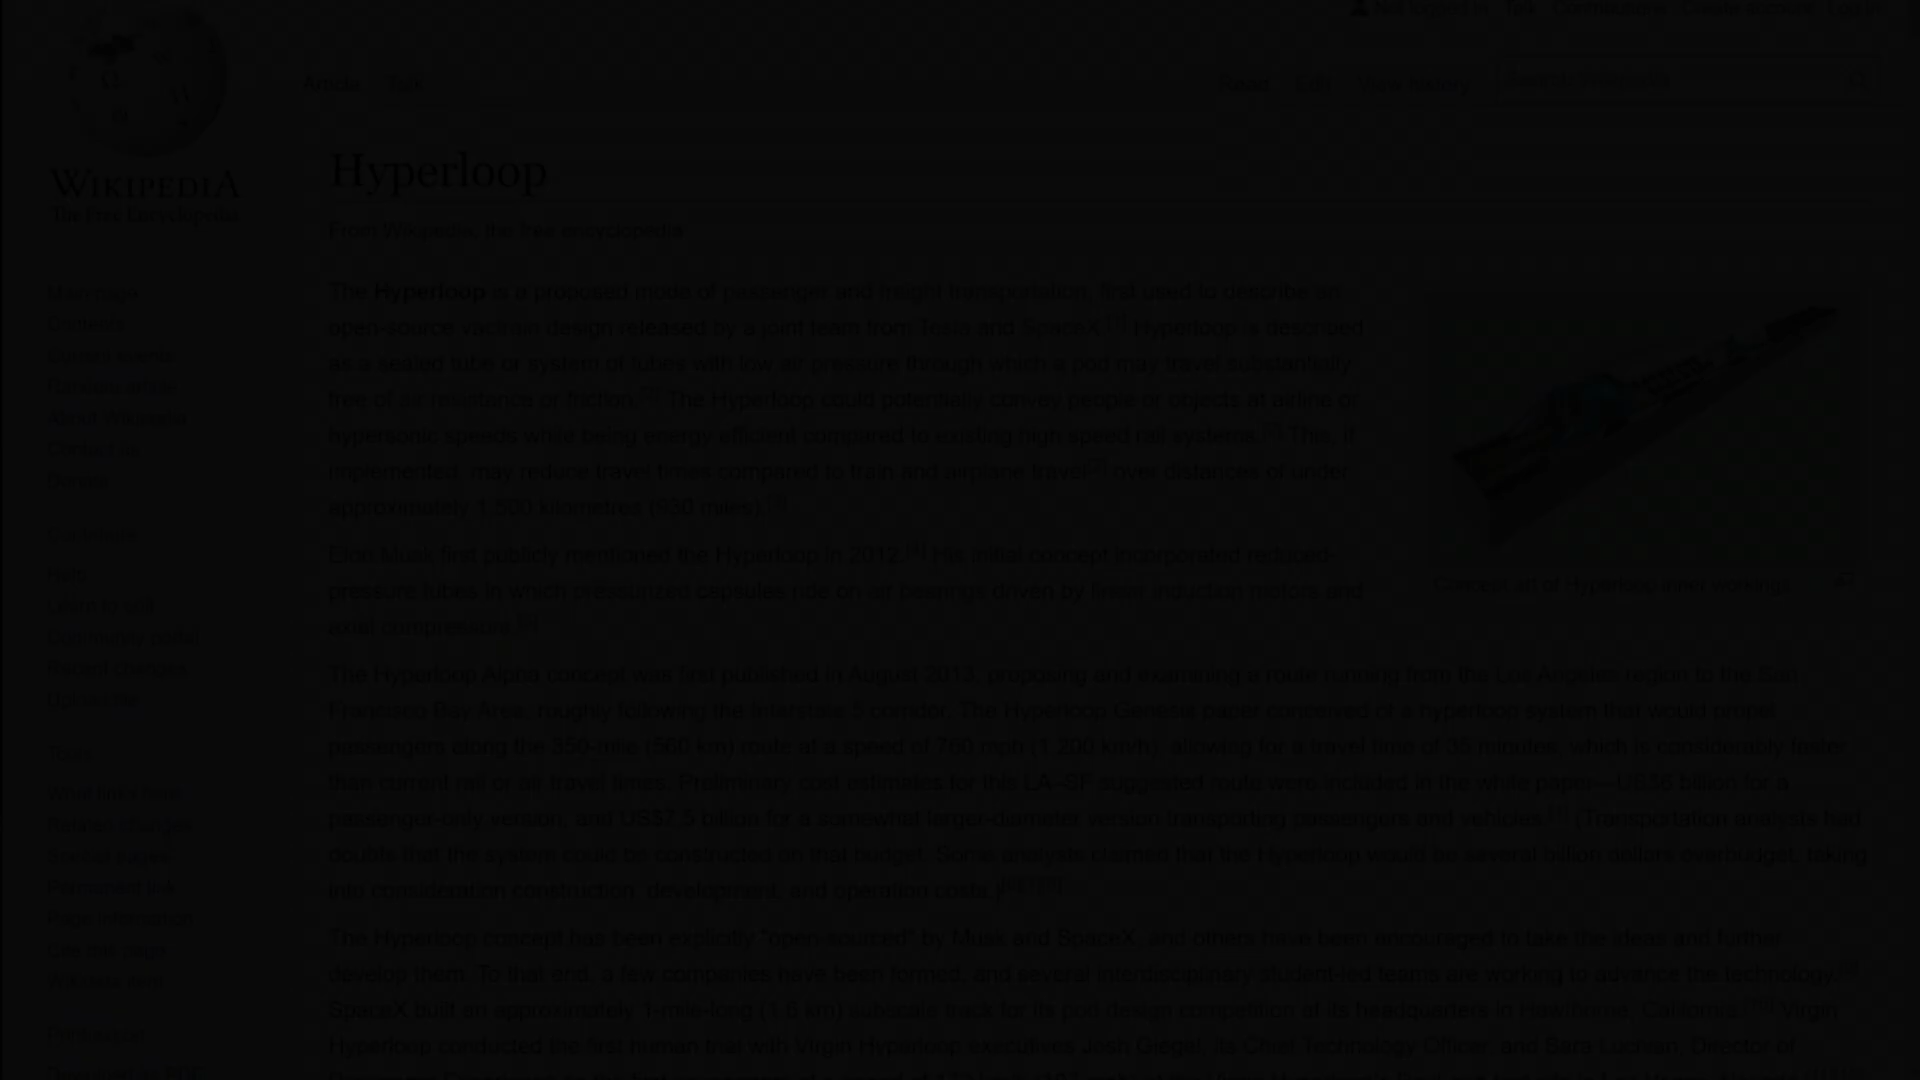 Not logged in Talk Contributions Create account Log in
Article Talk
Read Edit View history
Search Wikipedia
WIKIPEDIA
The Free Encyclopedia
Main page
Contents
Current events
Random article
About Wikipedia
Contact us
Donate
Contribute
Help
Learn to edit
Community portal
Recent changes
Upload file
Tools
What links here
Related changes
Special pages
Permanent link
Page information
Cite this page
Wikidata item
Print/export
Download as PDF
Hyperloop
From Wikipedia, the free encyclopedia
The Hyperloop is a proposed mode of passenger and freight transportation, first used to describe an
open-source vactrain design released by a joint team from Tesla and SpaceX.[1] Hyperloop is described
as a sealed tube or system of tubes with low air pressure through which a pod may travel substantially
free of air resistance or friction. The Hyperloop could potentially convey people or objects at airline or
hypersonic speeds while being energy efficient compared to existing high speed rail systems. This, if
implemented, may reduce travel times compared to train and airplane travel over distances of under
approximately 1,500 kilometres (930 miles).[3]
Elon Musk first publicly mentioned the Hyperloop in 2012.[4] His initial concept incorporated reduced-
pressure tubes in which pressurized capsules ride on air bearings driven by linear induction motors and
axial compressors.
Concept art of Hyperloop inner workings
The Hyperloop Alpha concept was first published in August 2013, proposing and examining a route running from the Los Angeles region to the San
Francisco Bay Area, roughly following the Interstate 5 corridor. The Hyperloop Genesis paper conceived of a hyperloop system that would propel
passengers along the 350-mile (560 km) route at a speed of 760 mph (1,200 km/h), allowing for a travel time of 35 minutes, which is considerably faster
than current rail or air travel times. Preliminary cost estimates for this LA–SF suggested route were included in the white paper—US$6 billion for a
passenger-only version, and US$7.5 billion for a somewhat larger-diameter version transporting passengers and vehicles. (Transportation analysts had
doubts that the system could be constructed on that budget. Some analysts claimed that the Hyperloop would be several billion dollars overbudget, taking
into consideration construction, development, and operation costs.)
The Hyperloop concept has been explicitly "open-sourced" by Musk and SpaceX, and others have been encouraged to take the ideas and further
develop them. To that end, a few companies have been formed, and several interdisciplinary student-led teams are working to advance the technology.
SpaceX built an approximately 1-mile-long (1.6 km) subscale track for its pod design competition at its headquarters in Hawthorne, California. Virgin
Hyperloop conducted the first human trial with Virgin Hyperloop executives Josh Giegel, its Chief Technology Officer, and Sara Luchian, Director of